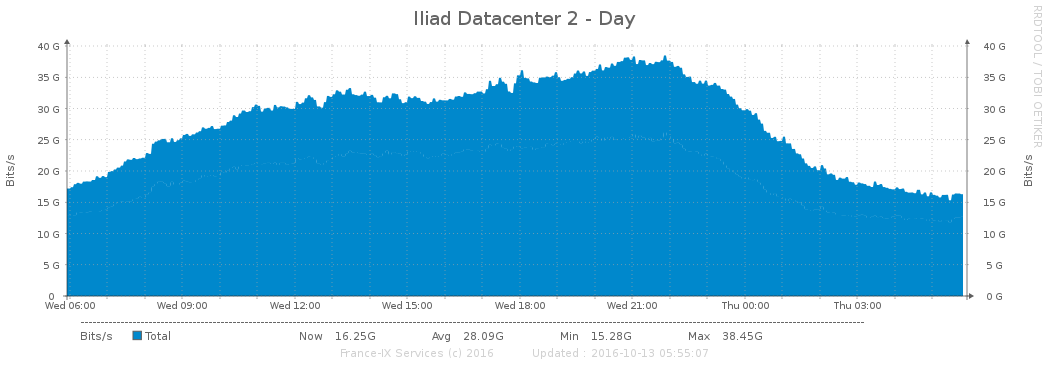 Iliad Datacenter 2 - Day
RRDTOOL / TOBI OETIKER
40 G 40 G
35 G 35 G
30 G 30 G
25 G 25 G
20 G 20 G
15 G 15 G
10 G 10 G
5 G 5 G
0 0 G
Bits/s Bits/s
Wed 06:00 Wed 09:00 Wed 12:00 Wed 15:00 Wed 18:00 Wed 21:00 Thu 00:00 Thu 03:00
Bits/s Total Now 16.25G Avg 28.09G Min 15.28G Max 38.45G
France-IX Services (c) 2016 Updated : 2016-10-13 05:55:07